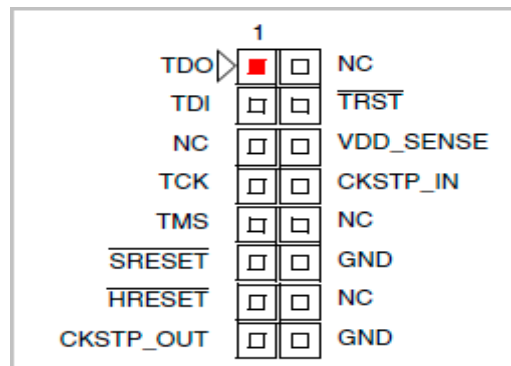 1
TDO NC
TDI TRST
NC VDD_SENSE
TCK CKSTP_IN
TMS NC
SRESET GND
HRESET NC
CKSTP_OUT GND